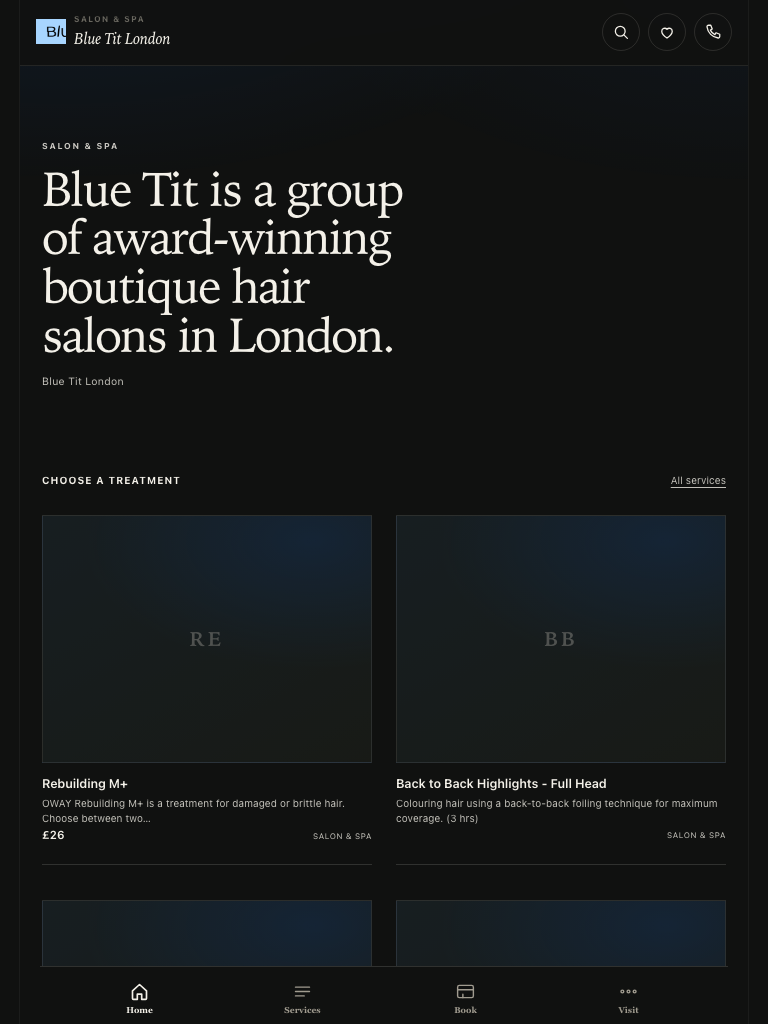 SALON & SPA
Blue Tit London
SALON & SPA
Blue Tit is a group
of award-winning
boutique hair
salons in London.
Blue Tit London
CHOOSE A TREATMENT
All services
RE
BB
Rebuilding M+
OWAY Rebuilding M+ is a treatment for damaged or brittle hair.
Choose between two...
£26
SALON & SPA
Back to Back Highlights - Full Head
Colouring hair using a back-to-back foiling technique for maximum
coverage. (3 hrs)
SALON & SPA
Home
Services
Book
Visit